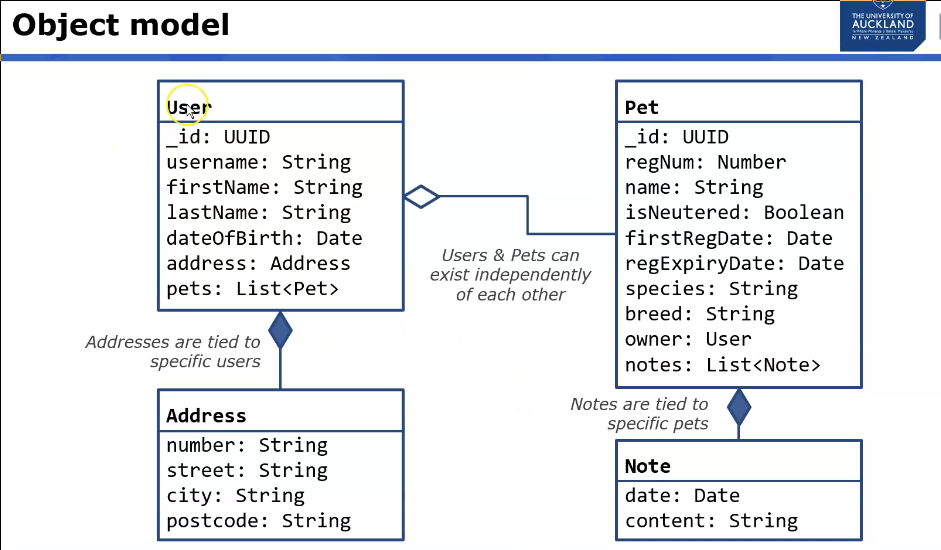 Object model
THE UNIVERSITY OF
AUCKLAND
NEW ZEALAND
User
_id: UUID
username: String
firstName: String
lastName: String
dateOfBirth: Date
address: Address
pets: List<Pet>
Users & Pets can
exist independently
of each other
Pet
_id: UUID
regNum: Number
name: String
isNeutered: Boolean
firstRegDate: Date
regExpiryDate: Date
species: String
breed: String
owner: User
notes: List<Note>
Addresses are tied to
specific users
Address
number: String
street: String
city: String
postcode: String
Notes are tied to
specific pets
Note
date: Date
content: String